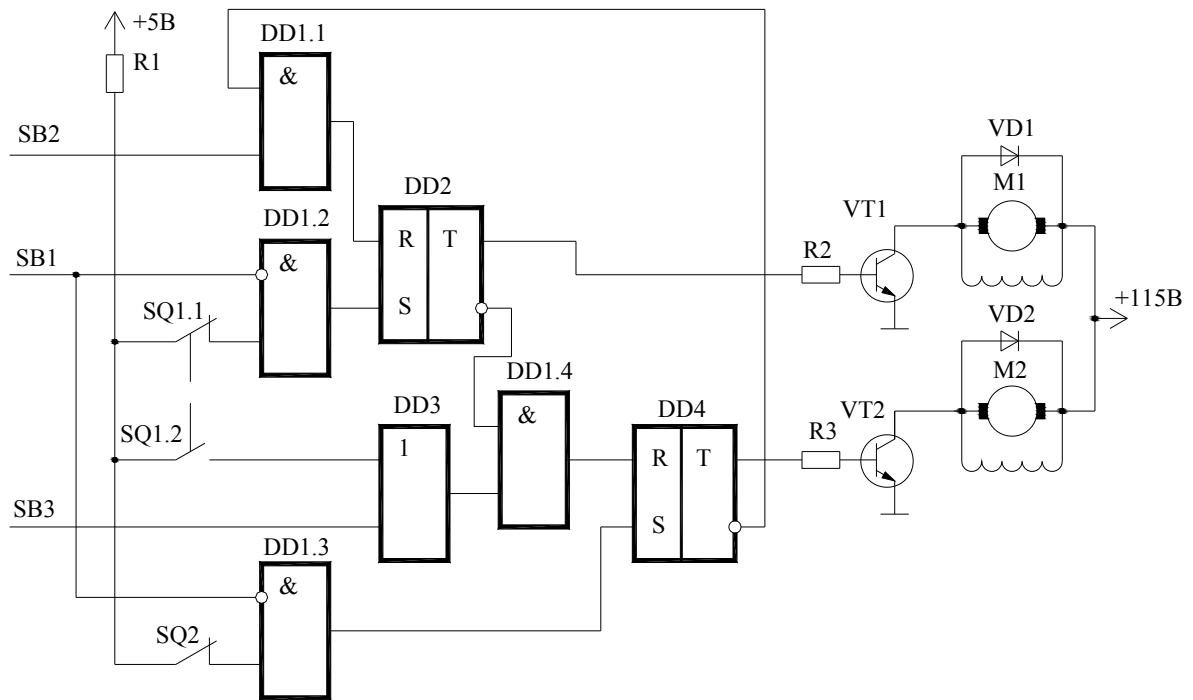 +5В
R1
DD1.1
&
SB2
DD2
R
T
S
DD1.2
&
SB1
SQ1.1
VD1
M1
VT1
R2
+115В
VD2
M2
VT2
R3
DD1.4
&
DD3
1
DD4
R
T
S
SQ1.2
SB3
DD1.3
&
SQ2